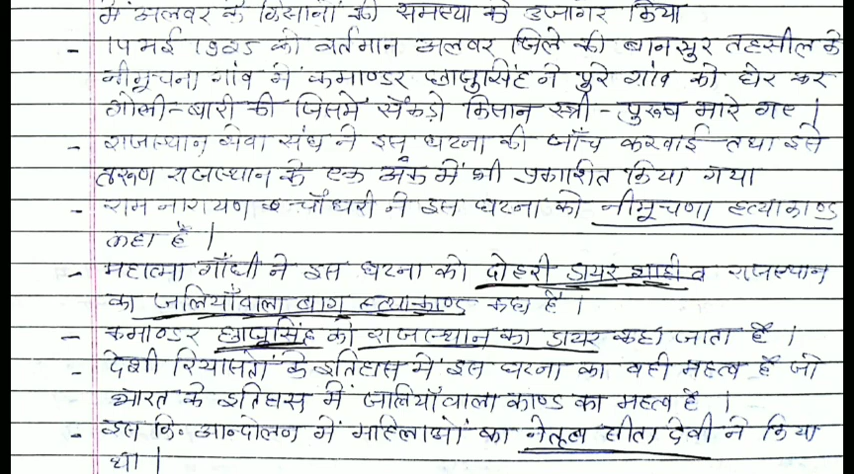 में अलवर के किसानों की समस्या को उजागर किया
- 14 मई 1925 को वर्तमान अलवर जिले की बानसुर तहसील के
नीमूचना गांव में कमाण्डर छाजुसिंह ने पुरे गांव को घेर कर
गोली-बारी की जिसमें सैंकड़ो किसान स्त्री - पुरुष मारे गए।
- राजस्थान सेवा संघ ने इस घटना की जाँच करवाई तथा इसे
तरूण राजस्थान के एक अंक में भी प्रकाशित किया गया
- राम नारायण चौधरी ने इस घटना को नीमूचणा हत्याकाण्ड
कहा है।
- महात्मा गाँधी ने इस घटना को दोहरी डायर शाही व राजस्थान
का जलियाँवाला बाग हत्याकाण्ड कहा है।
- कमाण्डर छाजुसिंह को राजस्थान का डायर कहा जाता है।
- देशी रियासतों के इतिहास में इस घटना का वही महत्व है जो
भारत के इतिहास में जलियाँवाला काण्ड का महत्व है।
- इस कि. आन्दोलन में महिलाओं का नेतृत्व सीता देवी ने किया
था।